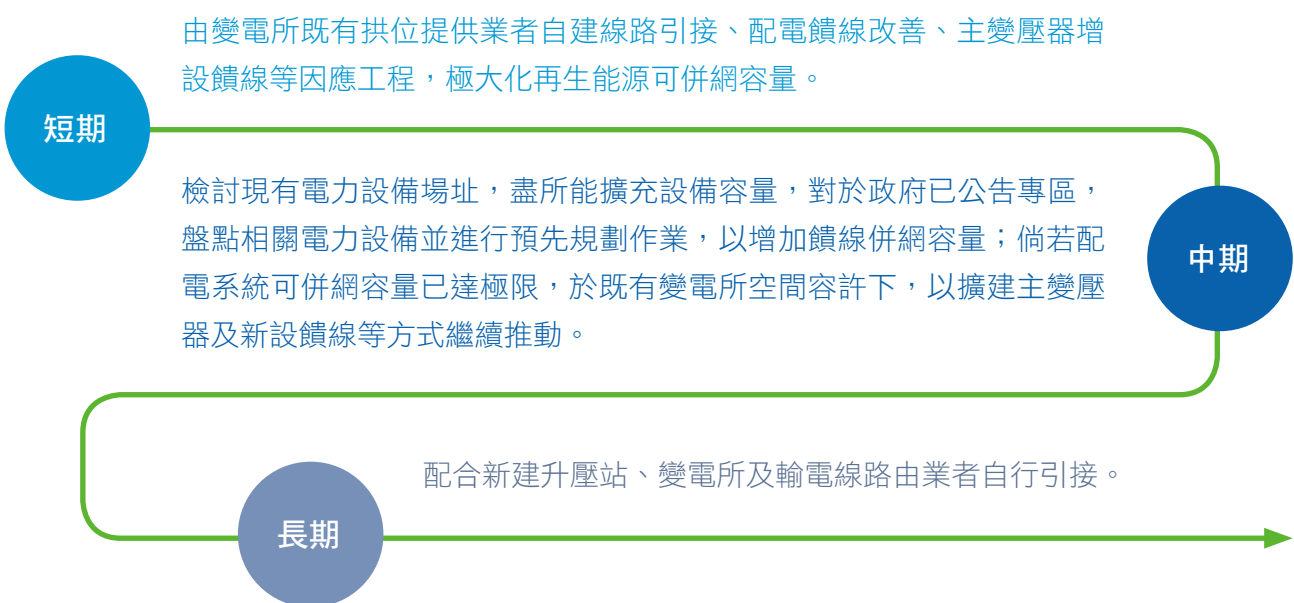 由變電所既有拱位提供業者自建線路引接、配電饋線改善、主變壓器增
設饋線等因應工程，極大化再生能源可併網容量。
短期
檢討現有電力設備場址，盡所能擴充設備容量，對於政府已公告專區，
盤點相關電力設備並進行預先規劃作業，以增加饋線併網容量；倘若配
電系統可併網容量已達極限，於既有變電所空間容許下，以擴建主變壓
器及新設饋線等方式繼續推動。
中期
配合新建升壓站、變電所及輸電線路由業者自行引接。
長期